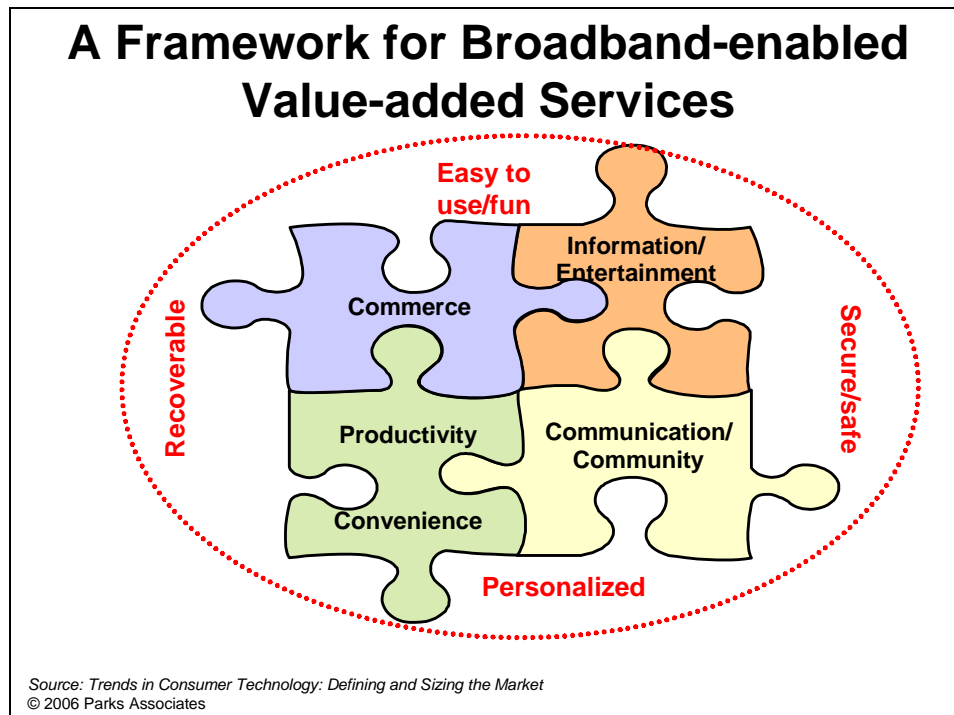 A Framework for Broadband-enabled
Value-added Services
Easy to
use/fun
Information/
Entertainment
Commerce
Recoverable
Secure/safe
Productivity
Communication/
Community
Convenience
Personalized
Source: Trends in Consumer Technology: Defining and Sizing the Market
© 2006 Parks Associates